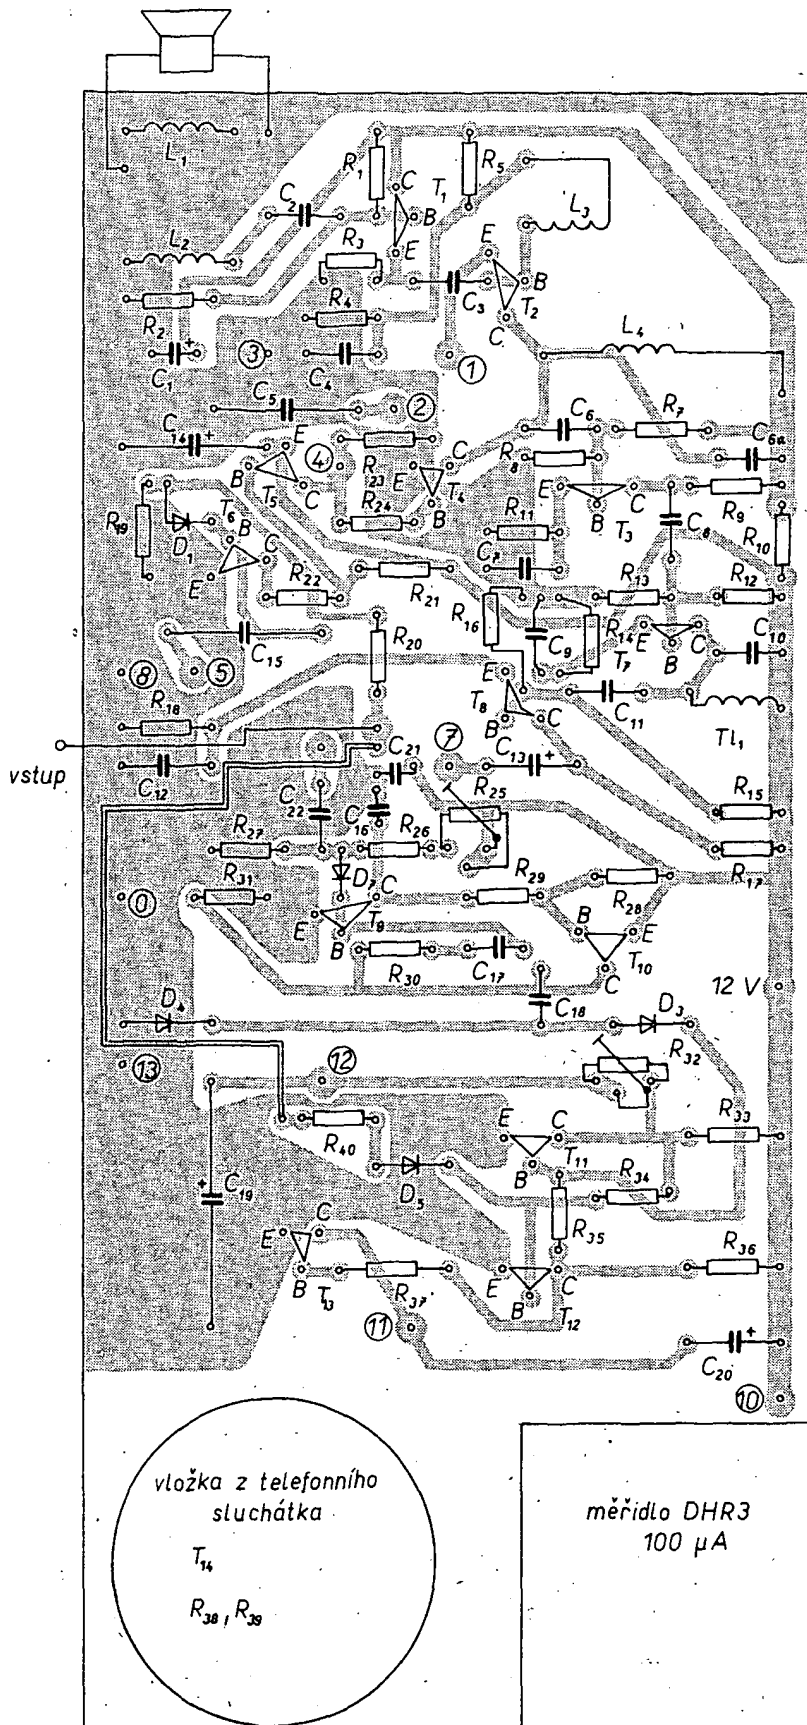 L₁
R₁
C
T₁
R₅
C₂
B
L₃
E
L₂
R₃
E
B
C₃
T₂
R₂
R₄
C
L₄
C₁
+
③
C₄
①
C₅
②
C₁₄
+
E
④
C₆
R₇
C₆ₐ
B
T₅
C
R₂₃
E
C
T₄
B
R₈
E
C
B
T₃
R₉
R₁₉
D₁
T₆
B
C
E
R₂₄
R₁₁
C₈
R₁₀
R₂₂
R₂₁
C₇
R₁₆
R₁₃
R₁₂
C₁₅
R₂₀
C₉
R₁₄
T₇
E
C
B
C₁₀
⑧
⑤
E
T₈
B
C
C₁₁
Tl₁
R₁₈
vstup
C₁₂
C₂₁
⑦
C₁₃
+
C₂₂
C₁₆
R₂₅
R₁₅
R₂₇
R₂₆
R₁₇
D₂
⓪
R₃₁
C
R₂₉
R₂₈
E
T₉
B
B
E
T₁₀
C
R₃₀
C₁₇
12 V
D₄
C₁₈
D₃
⑬
⑫
R₃₂
R₄₀
E
C
B
T₁₁
R₃₃
D₅
R₃₄
+
C₁₉
R₃₅
E
C
B
T₁₃
R₃₇
E
C
B
T₁₂
R₃₆
⑪
C₂₀
+
⑩
vložka z telefonního
sluchátka
T₁₄
R₃₈, R₃₉
měřidlo DHR3
100 µA